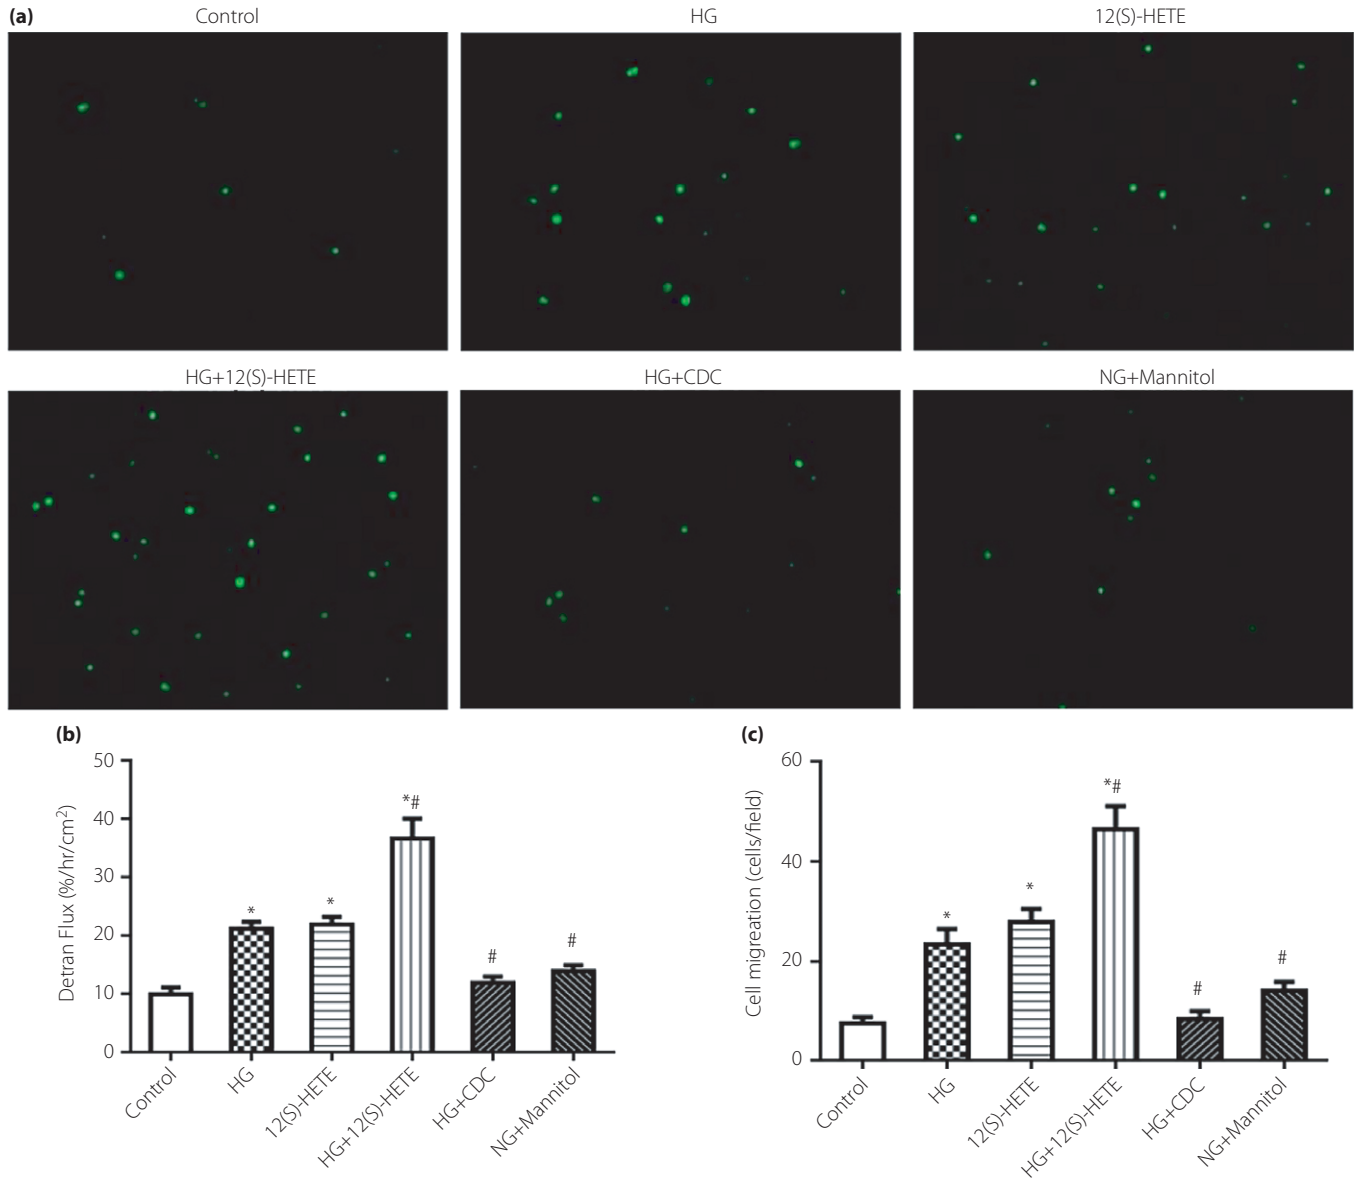 (a)
Control
HG
12(S)-HETE
HG+12(S)-HETE
HG+CDC
NG+Mannitol
(b)
Detran Flux (%/hr/cm²)
50
40
30
20
10
0
*
*
*#
#
#
Control
HG
12(S)-HETE
HG+12(S)-HETE
HG+CDC
NG+Mannitol
(c)
Cell migreation (cells/field)
60
40
20
0
*
*
*#
#
#
Control
HG
12(S)-HETE
HG+12(S)-HETE
HG+CDC
NG+Mannitol